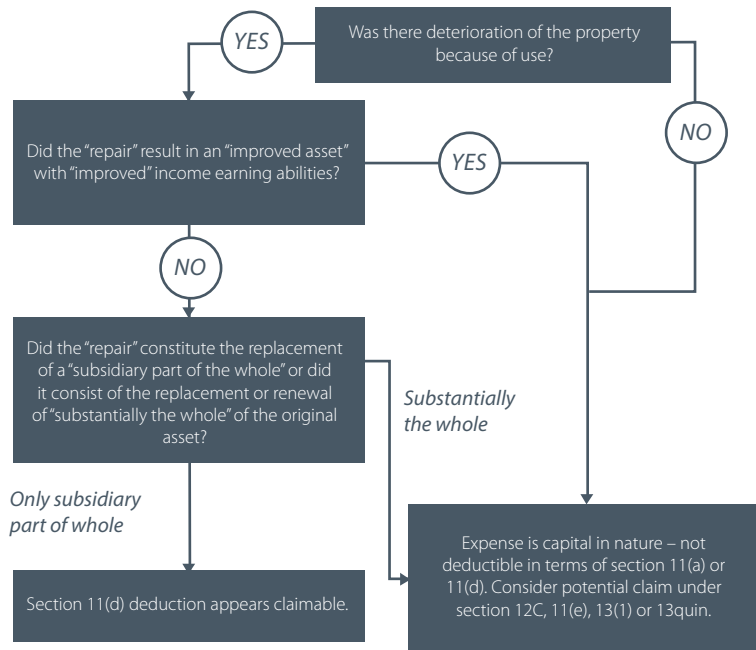 Was there deterioration of the property
because of use?
YES
NO
Did the “repair” result in an “improved asset”
with “improved” income earning abilities?
YES
NO
Did the “repair” constitute the replacement
of a “subsidiary part of the whole” or did
it consist of the replacement or renewal
of “substantially the whole” of the original
asset?
Substantially
the whole
Only subsidiary
part of whole
Expense is capital in nature – not
deductible in terms of section 11(a) or
11(d). Consider potential claim under
section 12C, 11(e), 13(1) or 13quin.
Section 11(d) deduction appears claimable.